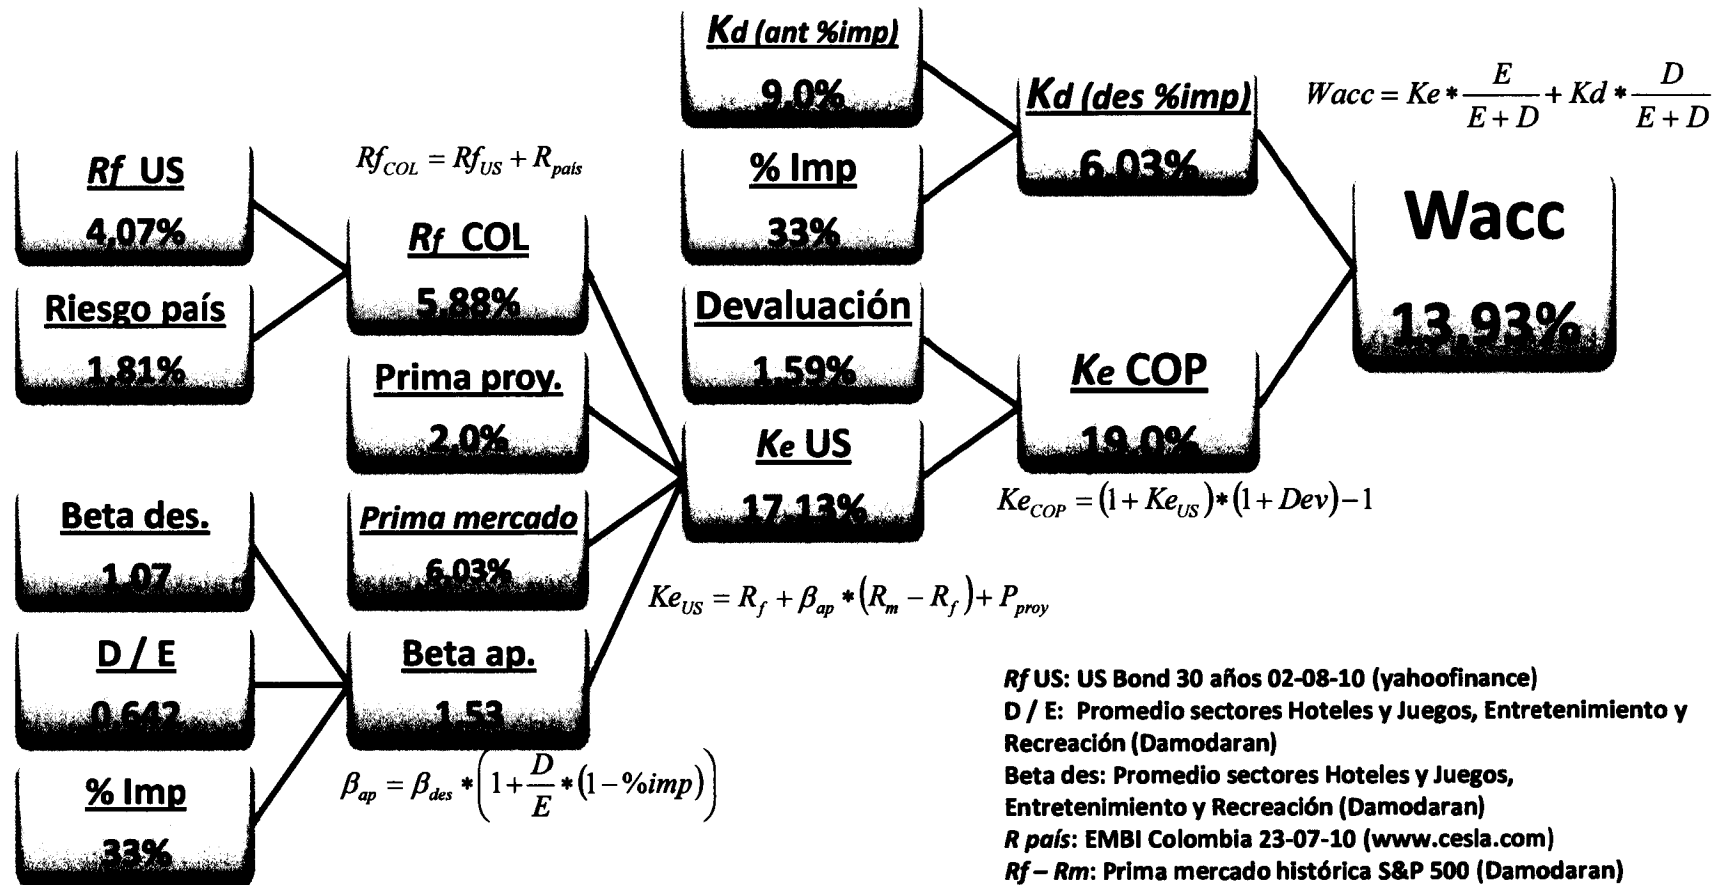 Kd (ant %imp)
9.0%
% Imp
33%
Kd (des %imp)
6.03%
Wacc = Ke * E / (E + D) + Kd * D / (E + D)
Wacc
13,93%
Rf US
4,07%
Riesgo país
1,81%
Rf_COL = Rf_US + R_país
Rf COL
5,88%
Prima proy.
2.0%
Prima mercado
6.03%
Devaluación
1,59%
Ke US
17,13%
Ke COP
19.0%
Ke_COP = (1 + Ke_US) * (1 + Dev) − 1
Ke_US = R_f + β_ap * (R_m − R_f) + P_proy
Beta des.
1,07
D / E
0,642
% Imp
33%
Beta ap.
1,53
β_ap = β_des * (1 + D/E * (1 − %imp))
Rf US: US Bond 30 años 02-08-10 (yahoofinance)
D / E: Promedio sectores Hoteles y Juegos, Entretenimiento y
Recreación (Damodaran)
Beta des: Promedio sectores Hoteles y Juegos,
Entretenimiento y Recreación (Damodaran)
R país: EMBI Colombia 23-07-10 (www.cesla.com)
Rf – Rm: Prima mercado histórica S&P 500 (Damodaran)